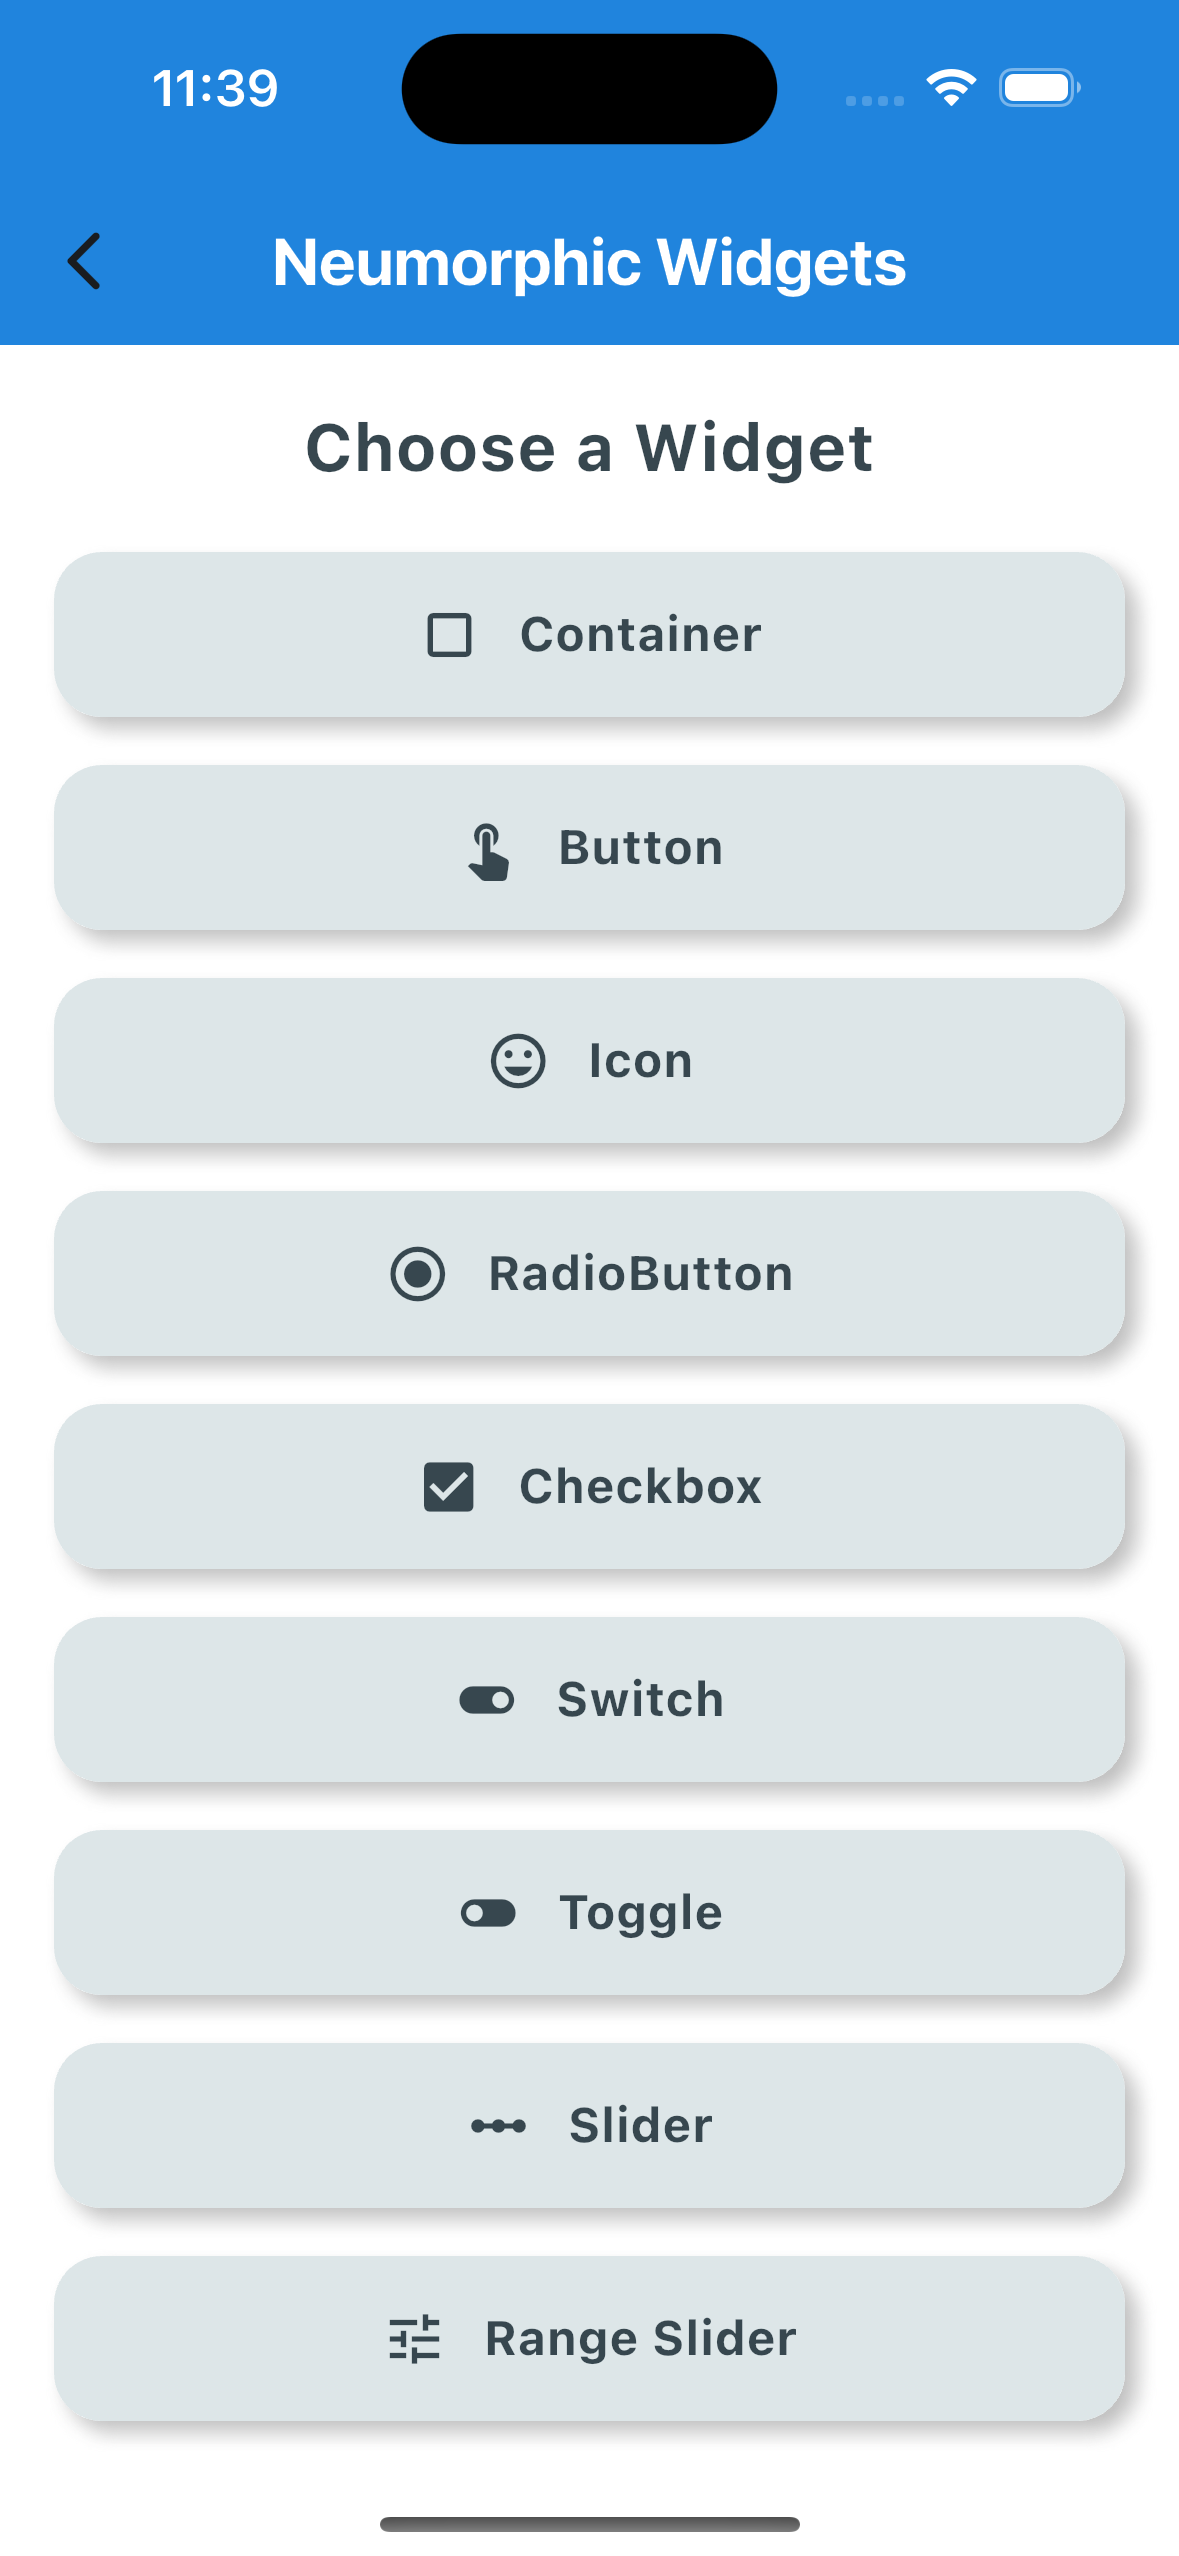 11:39
Neumorphic Widgets
Choose a Widget
Container
Button
Icon
RadioButton
Checkbox
Switch
Toggle
Slider
Range Slider